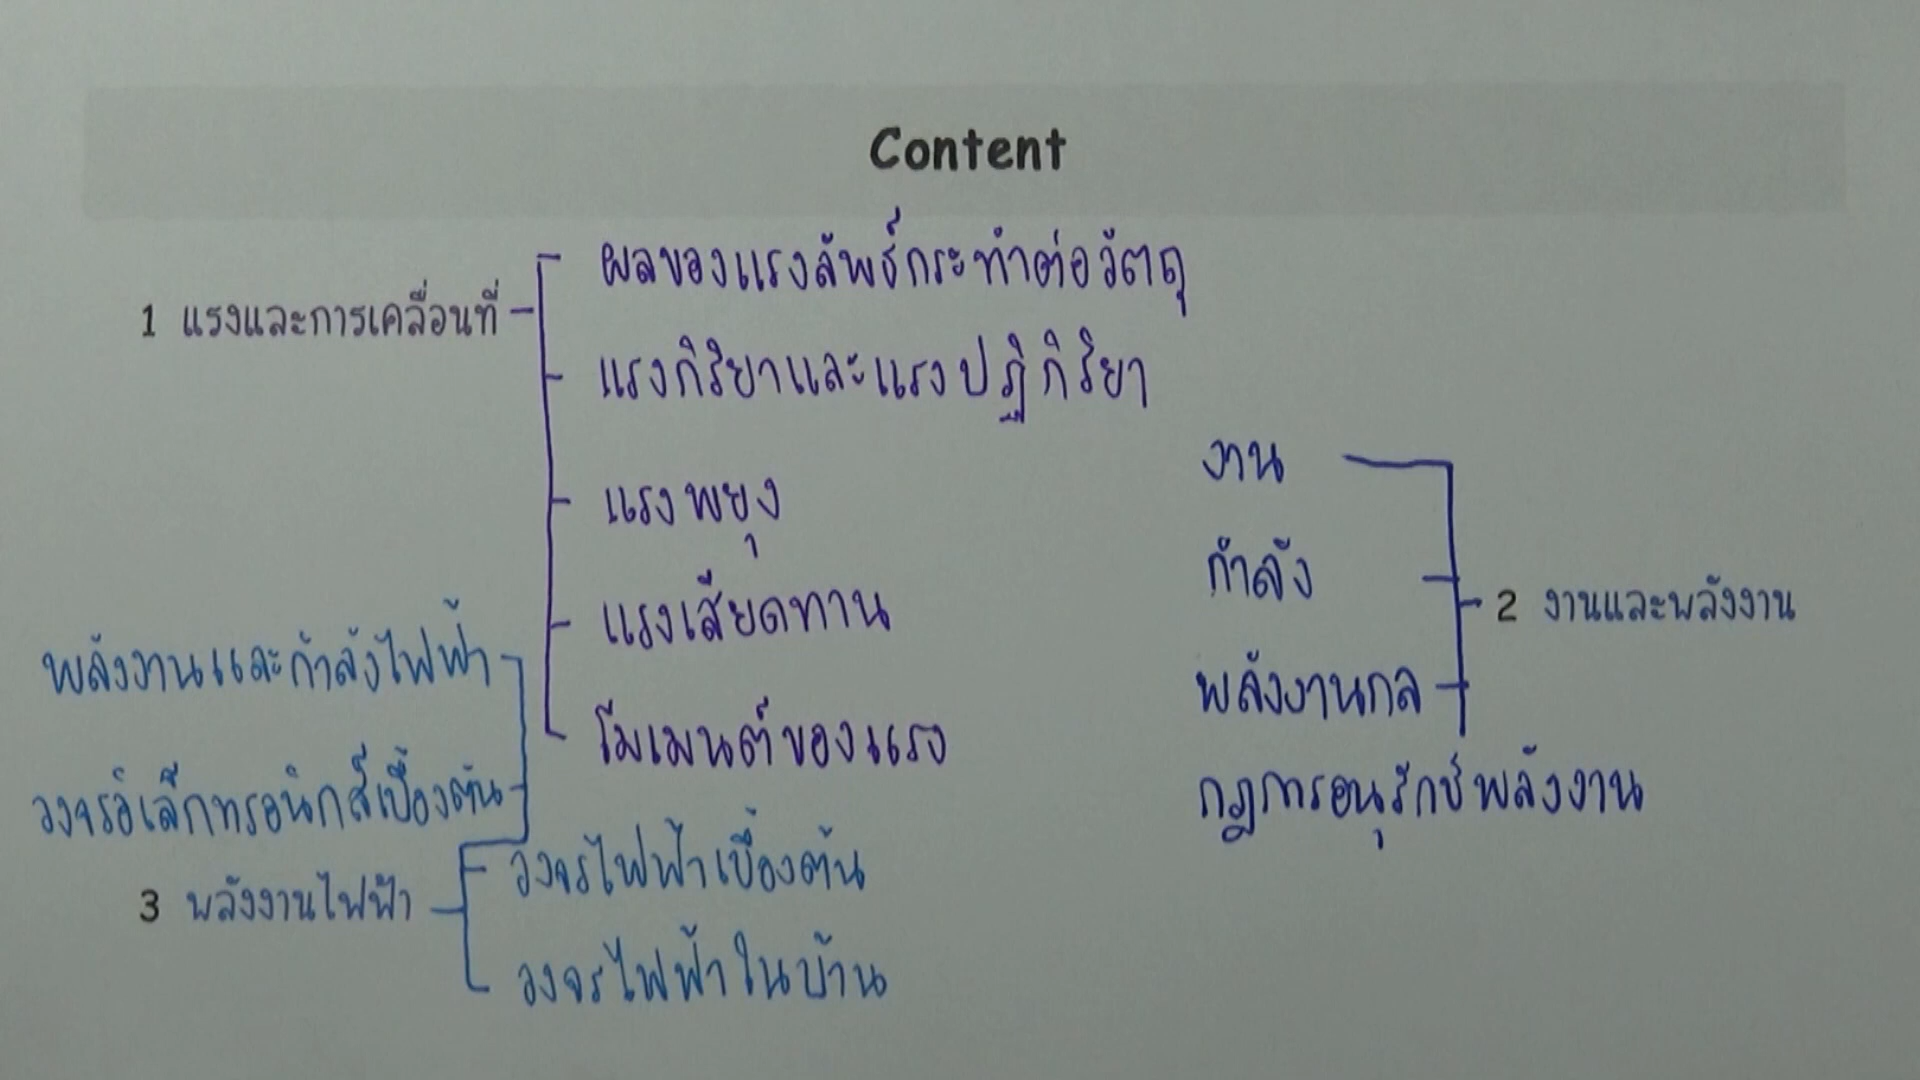 Content
1 แรงและการเคลื่อนที่
ผลของแรงลัพธ์กระทำต่อวัตถุ
แรงกิริยาและแรงปฏิกิริยา
แรงพยุง
แรงเสียดทาน
โมเมนต์ของแรง
งาน
กำลัง
พลังงานกล
กฎการอนุรักษ์พลังงาน
2 งานและพลังงาน
พลังงานและกำลังไฟฟ้า
วงจรอิเล็กทรอนิกส์เบื้องต้น
3 พลังงานไฟฟ้า
วงจรไฟฟ้าเบื้องต้น
วงจรไฟฟ้าในบ้าน